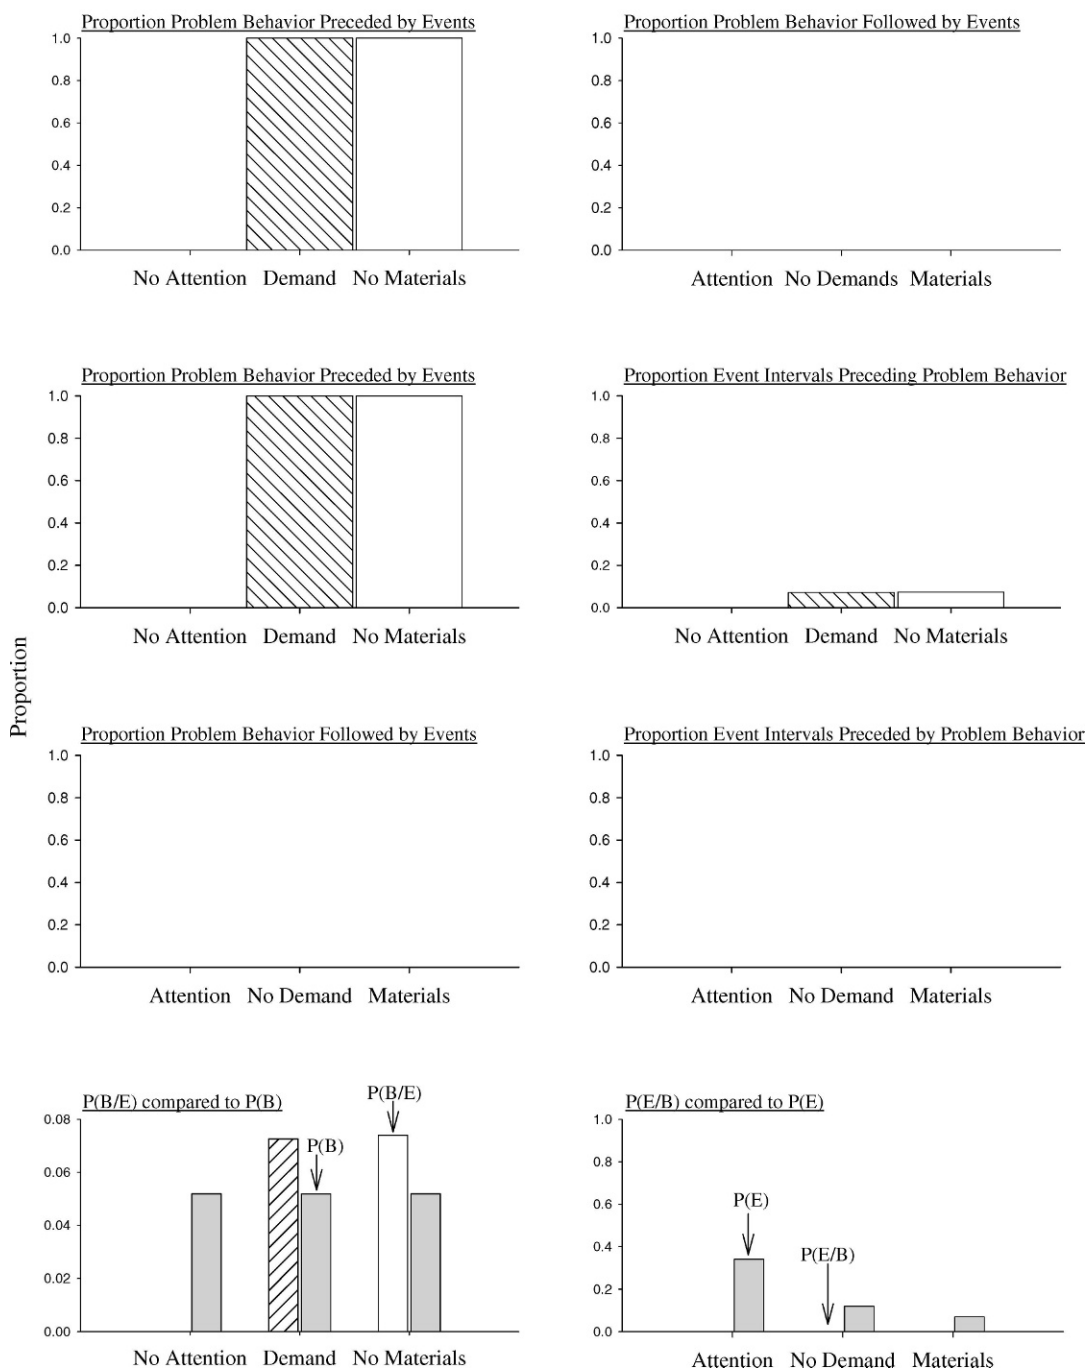 Proportion Problem Behavior Preceded by Events
1.0
0.8
0.6
0.4
0.2
0.0
No Attention Demand No Materials
Proportion Problem Behavior Followed by Events
1.0
0.8
0.6
0.4
0.2
0.0
Attention No Demands Materials
Proportion Problem Behavior Preceded by Events
1.0
0.8
0.6
0.4
0.2
0.0
No Attention Demand No Materials
Proportion Event Intervals Preceding Problem Behavior
1.0
0.8
0.6
0.4
0.2
0.0
No Attention Demand No Materials
Proportion
Proportion Problem Behavior Followed by Events
1.0
0.8
0.6
0.4
0.2
0.0
Attention No Demand Materials
Proportion Event Intervals Preceded by Problem Behavior
1.0
0.8
0.6
0.4
0.2
0.0
Attention No Demand Materials
P(B/E) compared to P(B)
P(B/E)
P(B)
0.08
0.06
0.04
0.02
0.00
No Attention Demand No Materials
P(E/B) compared to P(E)
P(E)
P(E/B)
1.0
0.8
0.6
0.4
0.2
0.0
Attention No Demand Materials